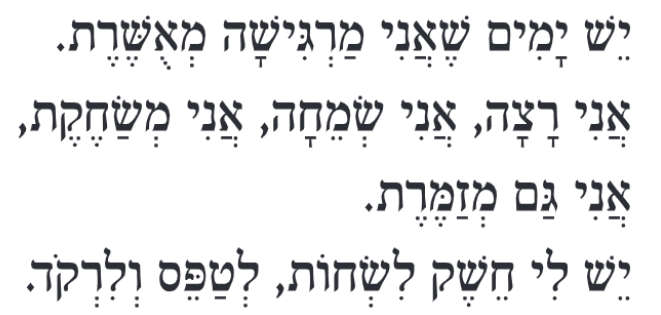 יֵשׁ יָמִים שֶׁאֲנִי מַרְגִּישָׁה מְאֻשֶּׁרֶת.
אֲנִי רָצָה, אֲנִי שְׂמֵחָה, אֲנִי מְשַׂחֶקֶת,
אֲנִי גַּם מְזַמֶּרֶת.
יֵשׁ לִי חֵשֶׁק לִשְׂחוֹת, לְטַפֵּס וְלִרְקֹד.